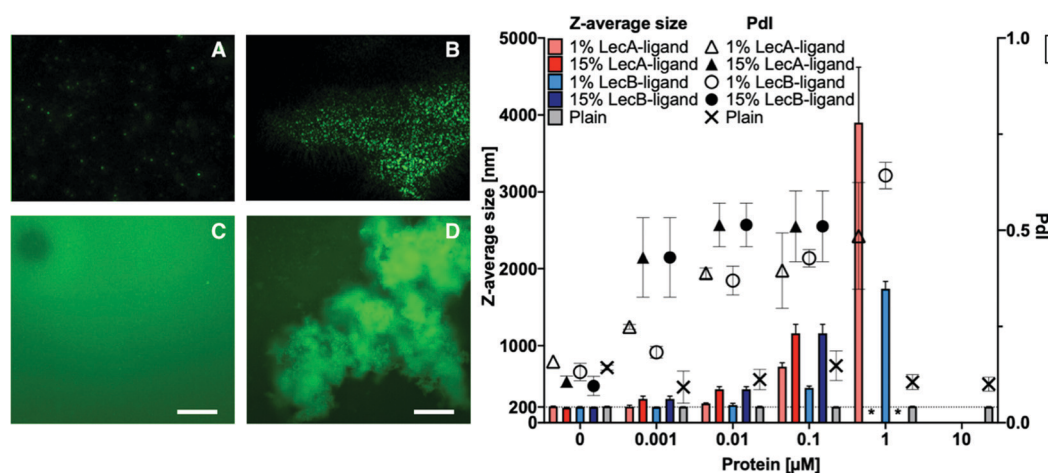 A
B
C
D
Z-average size PdI
1% LecA-ligand 1% LecA-ligand
15% LecA-ligand 15% LecA-ligand
1% LecB-ligand 1% LecB-ligand
15% LecB-ligand 15% LecB-ligand
Plain Plain
Z-average size [nm]
5000
4000
3000
2000
1000
200
0
1.0
0.5
0.0
PdI
* *
0 0.001 0.01 0.1 1 10
Protein [µM]